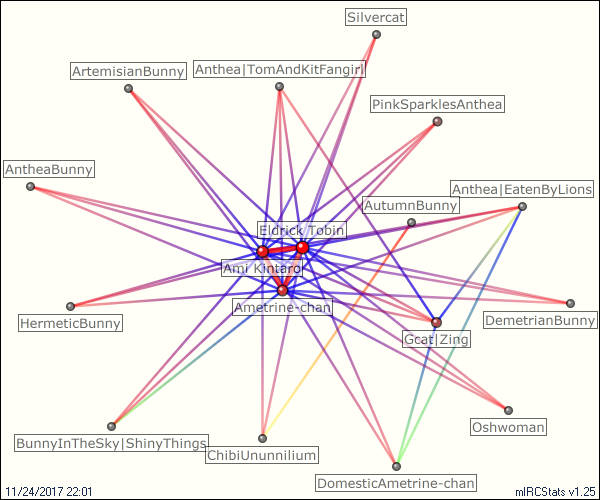 Silvercat
ArtemisianBunny
Anthea|TomAndKitFangirl
PinkSparklesAnthea
AntheaBunny
Anthea|EatenByLions
AutumnBunny
Eldrick Tobin
Ami Kintaro
Ametrine-chan
HermeticBunny
DemetrianBunny
Gcat|Zing
Oshwoman
BunnyInTheSky|ShinyThings
ChibiUnunnilium
DomesticAmetrine-chan
11/24/2017 22:01
mIRCStats v1.25